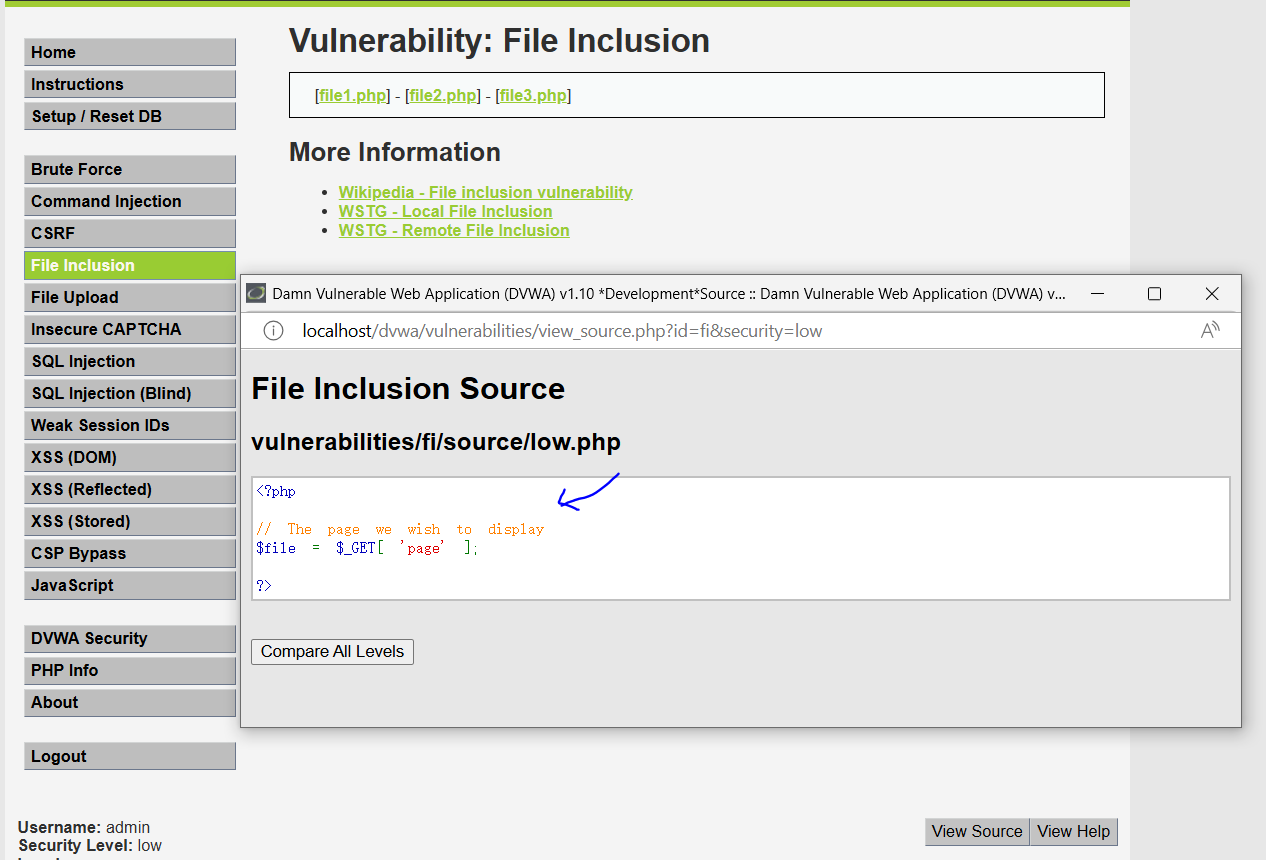 Home
Instructions
Setup / Reset DB
Brute Force
Command Injection
CSRF
File Inclusion
File Upload
Insecure CAPTCHA
SQL Injection
SQL Injection (Blind)
Weak Session IDs
XSS (DOM)
XSS (Reflected)
XSS (Stored)
CSP Bypass
JavaScript
DVWA Security
PHP Info
About
Logout
Username: admin
Security Level: low
Vulnerability: File Inclusion
[file1.php] - [file2.php] - [file3.php]
More Information
Wikipedia - File inclusion vulnerability
WSTG - Local File Inclusion
WSTG - Remote File Inclusion
Damn Vulnerable Web Application (DVWA) v1.10 *Development*Source :: Damn Vulnerable Web Application (DVWA) v...
localhost/dvwa/vulnerabilities/view_source.php?id=fi&security=low
File Inclusion Source
vulnerabilities/fi/source/low.php
<?php
// The page we wish to display
$file = $_GET[ 'page' ];
?>
Compare All Levels
View Source
View Help